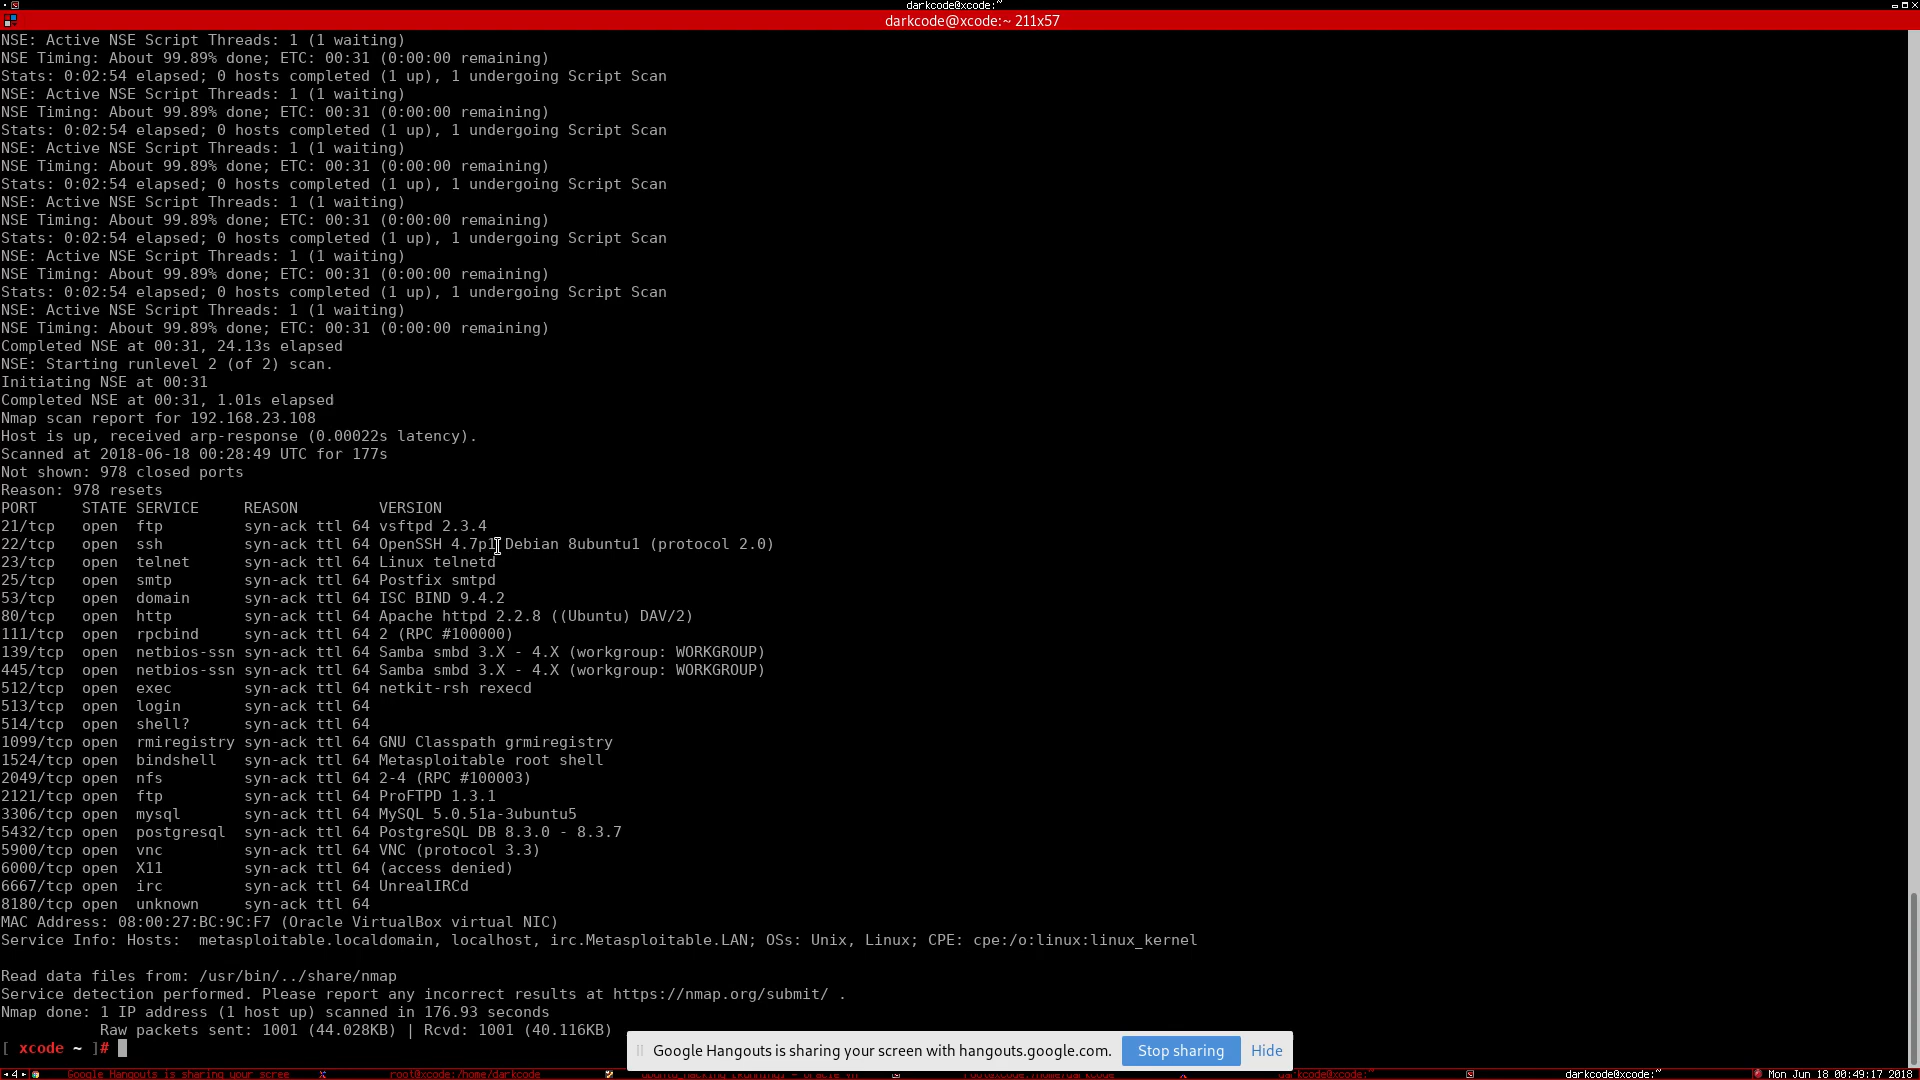 darkcode@xcode:~
darkcode@xcode:~ 211x57
NSE: Active NSE Script Threads: 1 (1 waiting)
NSE Timing: About 99.89% done; ETC: 00:31 (0:00:00 remaining)
Stats: 0:02:54 elapsed; 0 hosts completed (1 up), 1 undergoing Script Scan
NSE: Active NSE Script Threads: 1 (1 waiting)
NSE Timing: About 99.89% done; ETC: 00:31 (0:00:00 remaining)
Stats: 0:02:54 elapsed; 0 hosts completed (1 up), 1 undergoing Script Scan
NSE: Active NSE Script Threads: 1 (1 waiting)
NSE Timing: About 99.89% done; ETC: 00:31 (0:00:00 remaining)
Stats: 0:02:54 elapsed; 0 hosts completed (1 up), 1 undergoing Script Scan
NSE: Active NSE Script Threads: 1 (1 waiting)
NSE Timing: About 99.89% done; ETC: 00:31 (0:00:00 remaining)
Stats: 0:02:54 elapsed; 0 hosts completed (1 up), 1 undergoing Script Scan
NSE: Active NSE Script Threads: 1 (1 waiting)
NSE Timing: About 99.89% done; ETC: 00:31 (0:00:00 remaining)
Stats: 0:02:54 elapsed; 0 hosts completed (1 up), 1 undergoing Script Scan
NSE: Active NSE Script Threads: 1 (1 waiting)
NSE Timing: About 99.89% done; ETC: 00:31 (0:00:00 remaining)
Completed NSE at 00:31, 24.13s elapsed
NSE: Starting runlevel 2 (of 2) scan.
Initiating NSE at 00:31
Completed NSE at 00:31, 1.01s elapsed
Nmap scan report for 192.168.23.108
Host is up, received arp-response (0.00022s latency).
Scanned at 2018-06-18 00:28:49 UTC for 177s
Not shown: 978 closed ports
Reason: 978 resets
PORT     STATE SERVICE     REASON         VERSION
21/tcp   open  ftp         syn-ack ttl 64 vsftpd 2.3.4
22/tcp   open  ssh         syn-ack ttl 64 OpenSSH 4.7p1 Debian 8ubuntu1 (protocol 2.0)
23/tcp   open  telnet      syn-ack ttl 64 Linux telnetd
25/tcp   open  smtp        syn-ack ttl 64 Postfix smtpd
53/tcp   open  domain      syn-ack ttl 64 ISC BIND 9.4.2
80/tcp   open  http        syn-ack ttl 64 Apache httpd 2.2.8 ((Ubuntu) DAV/2)
111/tcp  open  rpcbind     syn-ack ttl 64 2 (RPC #100000)
139/tcp  open  netbios-ssn syn-ack ttl 64 Samba smbd 3.X - 4.X (workgroup: WORKGROUP)
445/tcp  open  netbios-ssn syn-ack ttl 64 Samba smbd 3.X - 4.X (workgroup: WORKGROUP)
512/tcp  open  exec        syn-ack ttl 64 netkit-rsh rexecd
513/tcp  open  login       syn-ack ttl 64
514/tcp  open  shell?      syn-ack ttl 64
1099/tcp open  rmiregistry syn-ack ttl 64 GNU Classpath grmiregistry
1524/tcp open  bindshell   syn-ack ttl 64 Metasploitable root shell
2049/tcp open  nfs         syn-ack ttl 64 2-4 (RPC #100003)
2121/tcp open  ftp         syn-ack ttl 64 ProFTPD 1.3.1
3306/tcp open  mysql       syn-ack ttl 64 MySQL 5.0.51a-3ubuntu5
5432/tcp open  postgresql  syn-ack ttl 64 PostgreSQL DB 8.3.0 - 8.3.7
5900/tcp open  vnc         syn-ack ttl 64 VNC (protocol 3.3)
6000/tcp open  X11         syn-ack ttl 64 (access denied)
6667/tcp open  irc         syn-ack ttl 64 UnrealIRCd
8180/tcp open  unknown     syn-ack ttl 64
MAC Address: 08:00:27:BC:9C:F7 (Oracle VirtualBox virtual NIC)
Service Info: Hosts:  metasploitable.localdomain, localhost, irc.Metasploitable.LAN; OSs: Unix, Linux; CPE: cpe:/o:linux:linux_kernel
Read data files from: /usr/bin/../share/nmap
Service detection performed. Please report any incorrect results at https://nmap.org/submit/ .
Nmap done: 1 IP address (1 host up) scanned in 176.93 seconds
Raw packets sent: 1001 (44.028KB) | Rcvd: 1001 (40.116KB)
[ xcode ~ ]#
Google Hangouts is sharing your screen with hangouts.google.com. Stop sharing Hide
4 Google Hangouts is sharing your scree root@xcode:/home/darkcode darkcode@xcode:~ darkcode@xcode:~ Mon Jun 18 00:49:17 2018